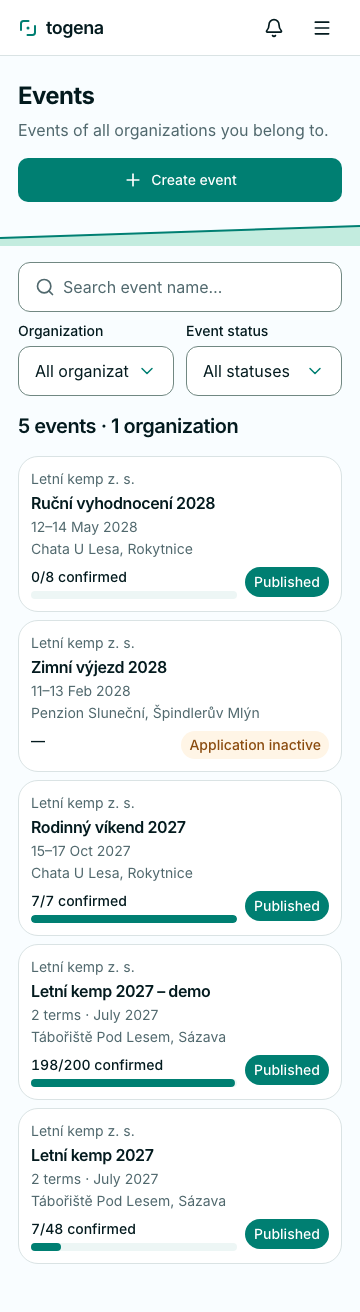 togena
Events
Events of all organizations you belong to.
Create event
Search event name...
Organization
Event status
All organizat
All statuses
5 events · 1 organization
Letní kemp z. s.
Ruční vyhodnocení 2028
12–14 May 2028
Chata U Lesa, Rokytnice
0/8 confirmed
Published
Letní kemp z. s.
Zimní výjezd 2028
11–13 Feb 2028
Penzion Sluneční, Špindlerův Mlýn
—
Application inactive
Letní kemp z. s.
Rodinný víkend 2027
15–17 Oct 2027
Chata U Lesa, Rokytnice
7/7 confirmed
Published
Letní kemp z. s.
Letní kemp 2027 – demo
2 terms · July 2027
Tábořiště Pod Lesem, Sázava
198/200 confirmed
Published
Letní kemp z. s.
Letní kemp 2027
2 terms · July 2027
Tábořiště Pod Lesem, Sázava
7/48 confirmed
Published